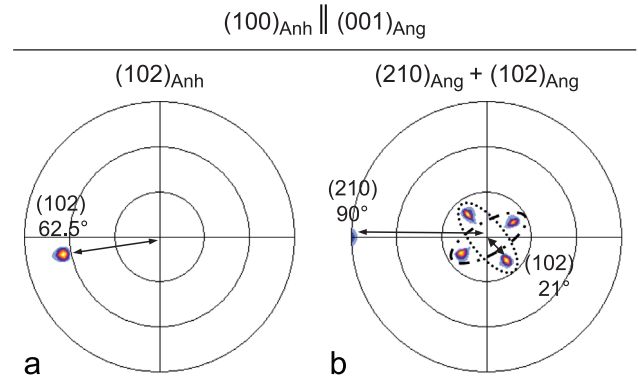 (100)Anh ∥ (001)Ang
(102)Anh
(210)Ang + (102)Ang
(102)
62.5°
(210)
90°
(102)
21°
a
b